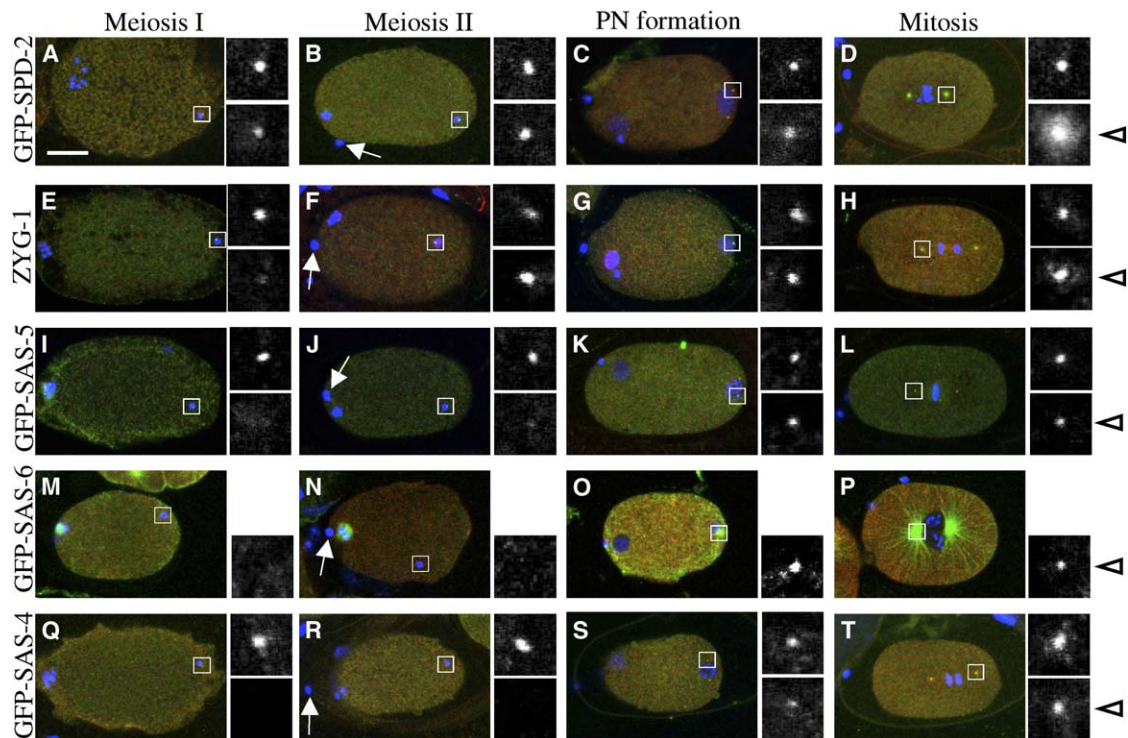 Meiosis I Meiosis II PN formation Mitosis
GFP-SPD-2 A B C D
ZYG-1 E F G H
GFP-SAS-5 I J K L
GFP-SAS-6 M N O P
GFP-SAS-4 Q R S T